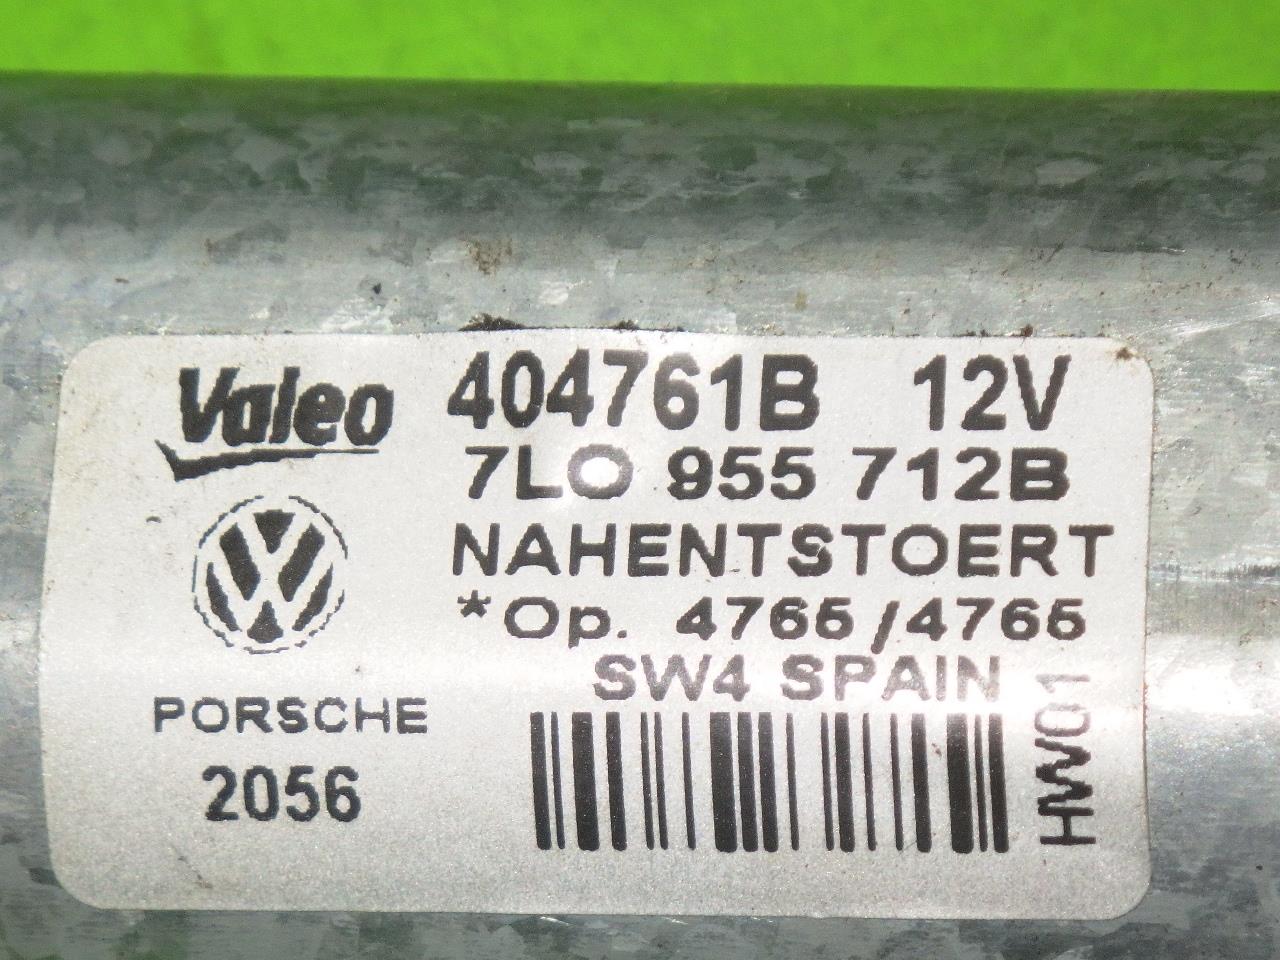 Valeo 404761B 12V
7L0 955 712B
NAHENTSTOERT
*Op. 4765/4765
SW4 SPAIN
PORSCHE
2056
HW01